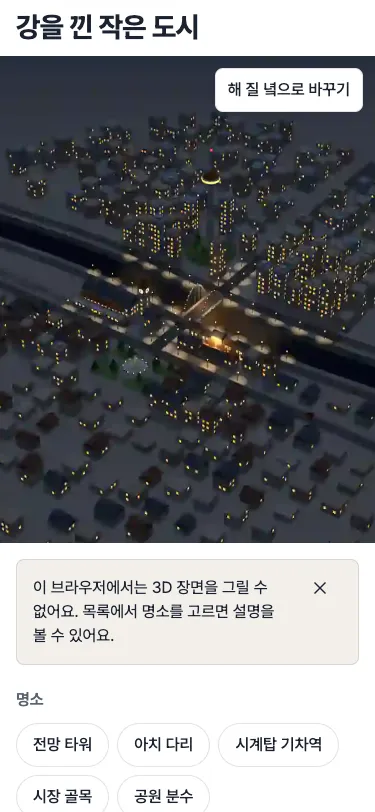 강을 낀 작은 도시
해 질 녘으로 바꾸기
이 브라우저에서는 3D 장면을 그릴 수
없어요. 목록에서 명소를 고르면 설명을
볼 수 있어요.
명소
전망 타워
아치 다리
시계탑 기차역
시장 골목
공원 분수